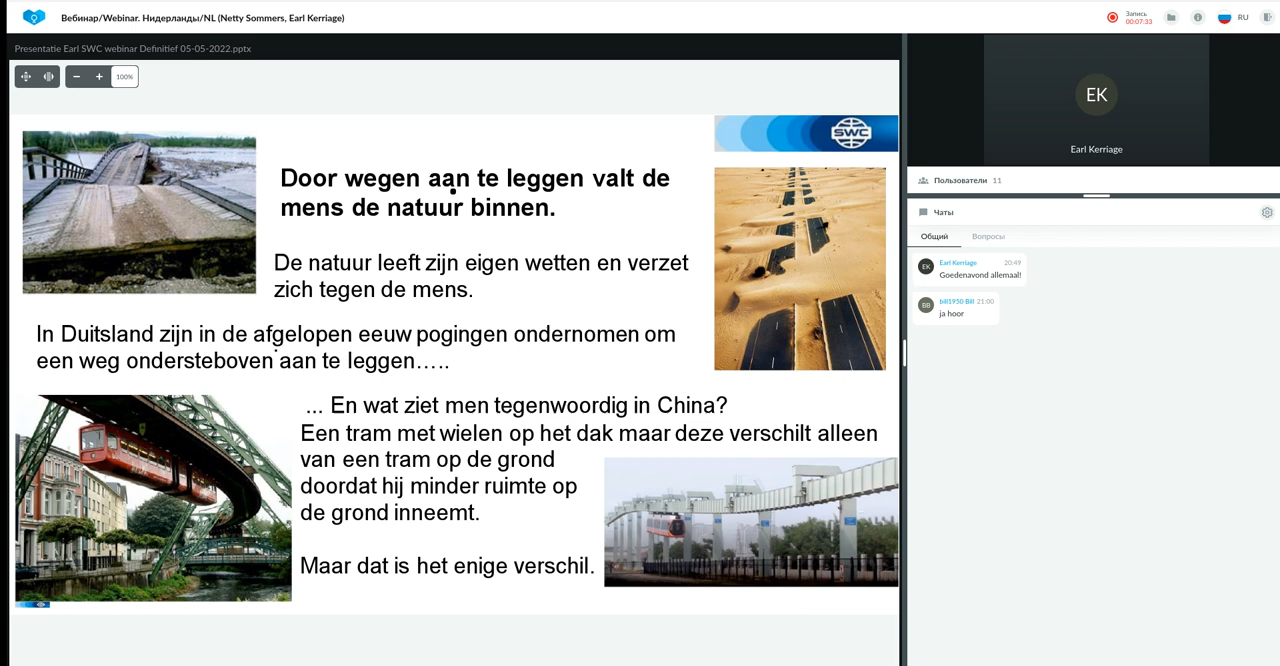 Вебинар/Webinar. Нидерланды/NL (Netty Sommers, Earl Kerriage)
Запись
00:07:33
RU
Presentatie Earl SWC webinar Definitief 05-05-2022.pptx
100%
EK
Earl Kerriage
Пользователи 11
Чаты
Общий Вопросы
EK Earl Kerriage 20:49
Goedenavond allemaal!
BB bill1950 Bill 21:00
ja hoor
SWC
Door wegen aan te leggen valt de
mens de natuur binnen.
De natuur leeft zijn eigen wetten en verzet
zich tegen de mens.
In Duitsland zijn in de afgelopen eeuw pogingen ondernomen om
een weg ondersteboven aan te leggen…..
... En wat ziet men tegenwoordig in China?
Een tram met wielen op het dak maar deze verschilt alleen
van een tram op de grond
doordat hij minder ruimte op
de grond inneemt.
Maar dat is het enige verschil.